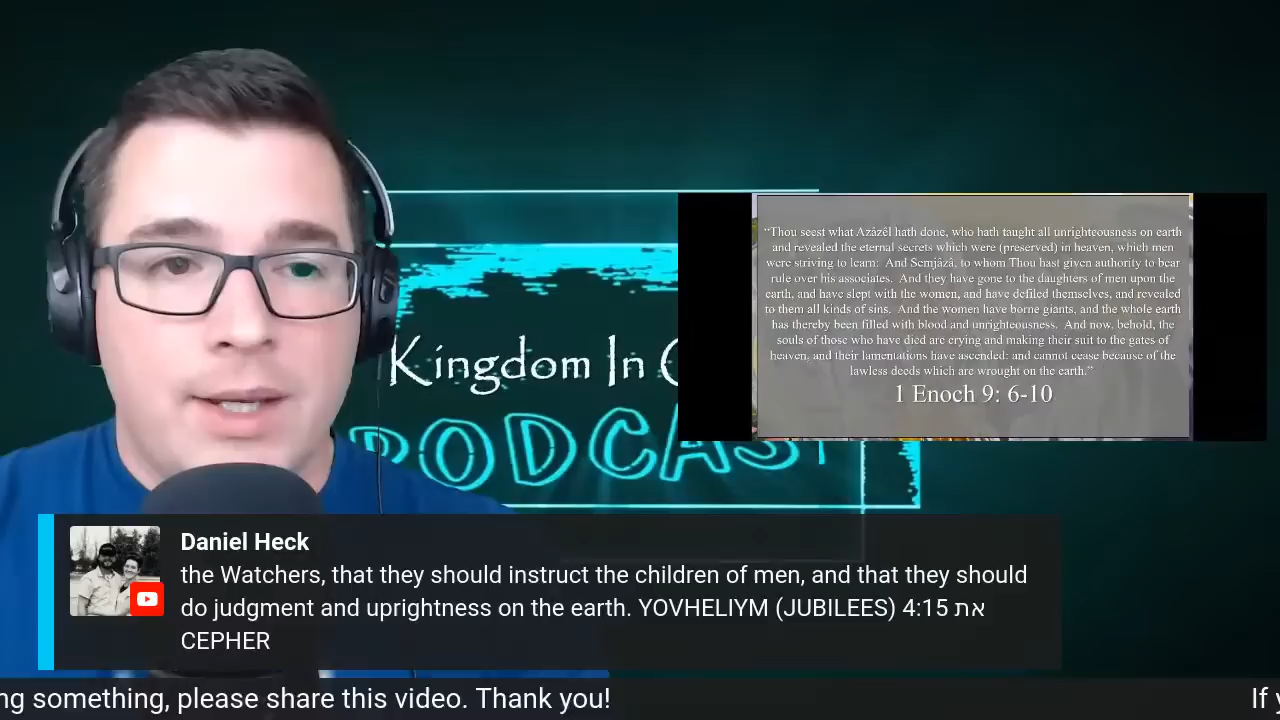 Kingdom In
PODCAST
“Thou seest what Azâzêl hath done, who hath taught all unrighteousness on earth
and revealed the eternal secrets which were (preserved) in heaven, which men
were striving to learn:  And Semjâzâ, to whom Thou hast given authority to bear
rule over his associates.  And they have gone to the daughters of men upon the
earth, and have slept with the women, and have defiled themselves, and revealed
to them all kinds of sins.  And the women have borne giants, and the whole earth
has thereby been filled with blood and unrighteousness.  And now, behold, the
souls of those who have died are crying and making their suit to the gates of
heaven, and their lamentations have ascended: and cannot cease because of the
lawless deeds which are wrought on the earth.”
1 Enoch 9: 6-10
Daniel Heck
the Watchers, that they should instruct the children of men, and that they should
do judgment and uprightness on the earth. YOVHELIYM (JUBILEES) 4:15 את
CEPHER
ng something, please share this video. Thank you! If y